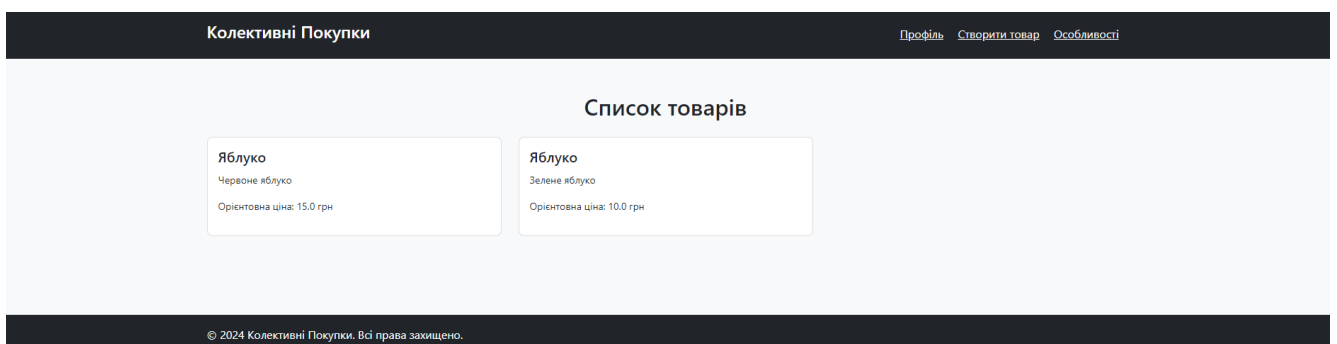 Колективні Покупки
Профіль Створити товар Особливості
Список товарів
Яблуко
Червоне яблуко
Орієнтовна ціна: 15.0 грн
Яблуко
Зелене яблуко
Орієнтовна ціна: 10.0 грн
© 2024 Колективні Покупки. Всі права захищено.